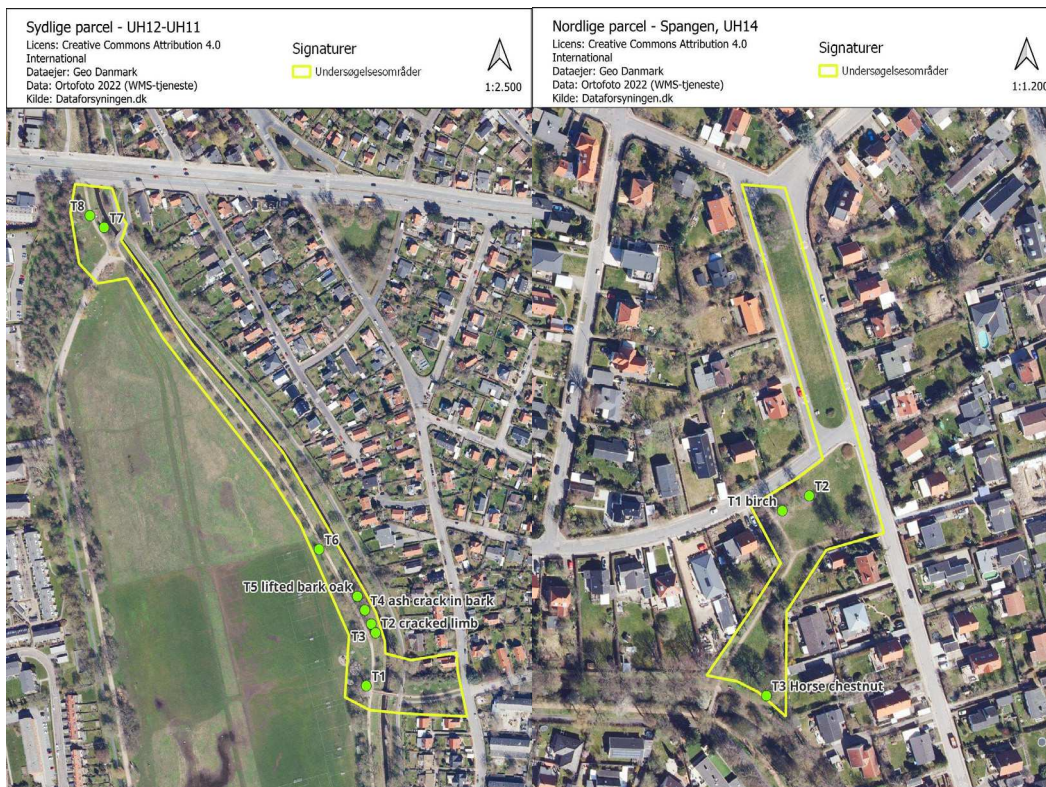 Sydlige parcel - UH12-UH11
Licens: Creative Commons Attribution 4.0
International
Dataejer: Geo Danmark
Data: Ortofoto 2022 (WMS-tjeneste)
Kilde: Dataforsyningen.dk
Signaturer
Undersøgelsesområder
1:2.500
T8
T7
T6
T5 lifted bark oak
T4 ash crack in bark
T2 cracked limb
T3
T1
Nordlige parcel - Spangen, UH14
Licens: Creative Commons Attribution 4.0
International
Dataejer: Geo Danmark
Data: Ortofoto 2022 (WMS-tjeneste)
Kilde: Dataforsyningen.dk
Signaturer
Undersøgelsesområder
1:1.200
T2
T1 birch
T3 Horse chestnut